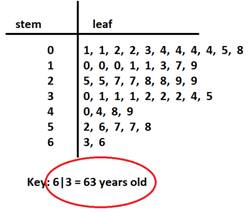 stem leaf
0 1, 1, 2, 2, 3, 4, 4, 4, 4, 5, 8
1 0, 0, 0, 1, 1, 3, 7, 9
2 5, 5, 7, 7, 8, 8, 9, 9
3 0, 1, 1, 1, 2, 2, 2, 4, 5
4 0, 4, 8, 9
5 2, 6, 7, 7, 8
6 3, 6
Key: 6|3 = 63 years old